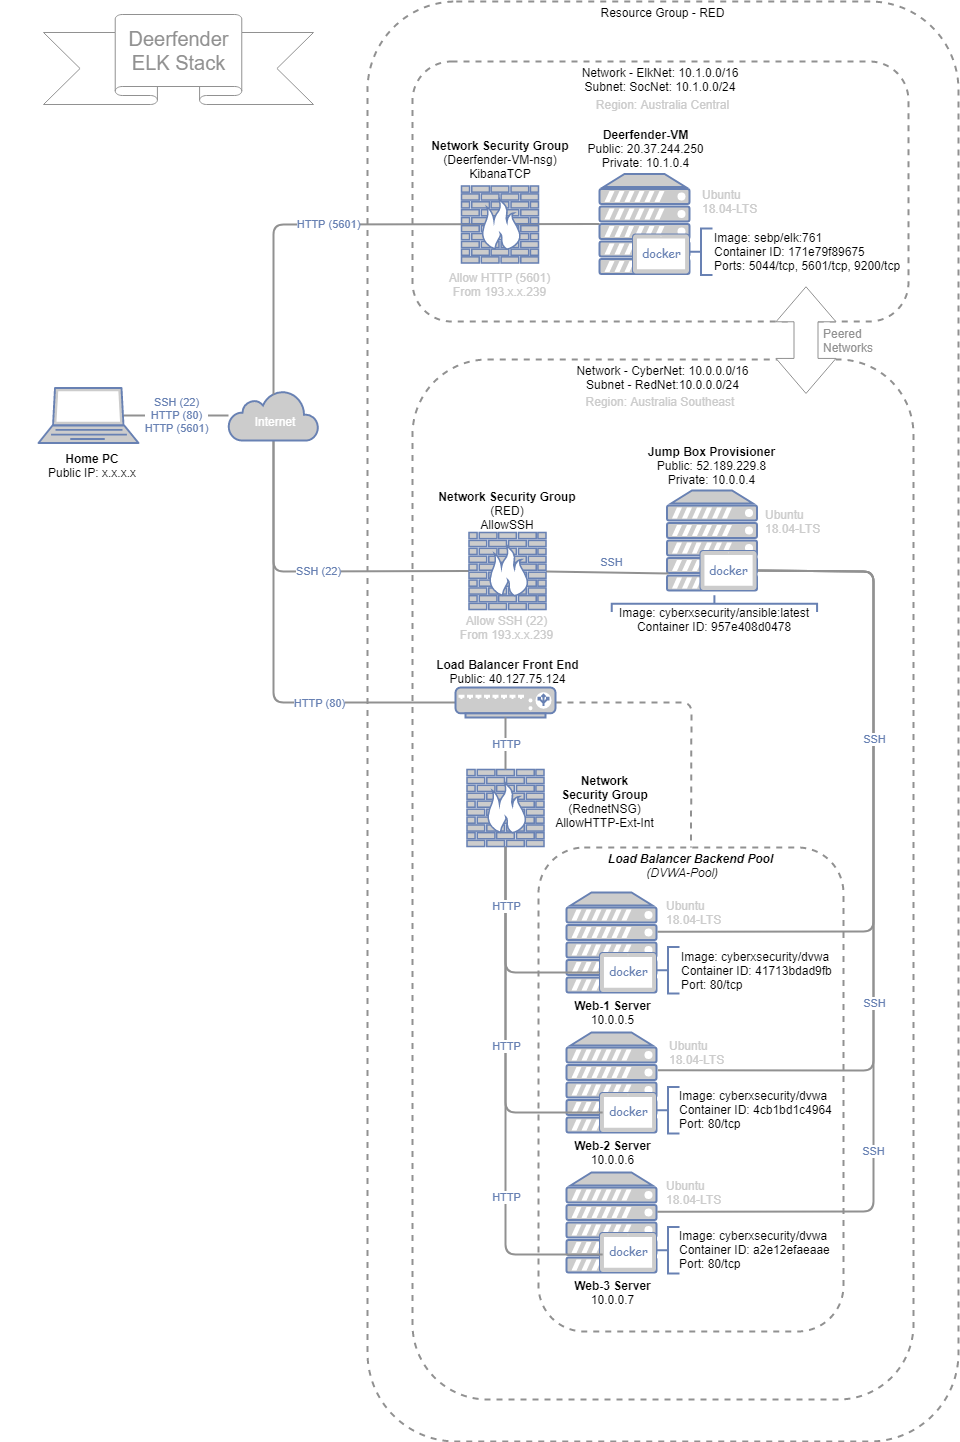 Resource Group - RED
Deerfender
ELK Stack
Network - ElkNet: 10.1.0.0/16
Subnet: SocNet: 10.1.0.0/24
Region: Australia Central
Network Security Group
(Deerfender-VM-nsg)
KibanaTCP
Deerfender-VM
Public: 20.37.244.250
Private: 10.1.0.4
Ubuntu
18.04-LTS
HTTP (5601)
docker
Image: sebp/elk:761
Container ID: 171e79f89675
Ports: 5044/tcp, 5601/tcp, 9200/tcp
Allow HTTP (5601)
From 193.x.x.239
Peered
Networks
Network - CyberNet: 10.0.0.0/16
Subnet - RedNet:10.0.0.0/24
Region: Australia Southeast
SSH (22)
HTTP (80)
HTTP (5601)
Internet
Home PC
Public IP: x.x.x.x
Jump Box Provisioner
Public: 52.189.229.8
Private: 10.0.0.4
Network Security Group
(RED)
AllowSSH
Ubuntu
18.04-LTS
SSH (22)
SSH
docker
Image: cyberxsecurity/ansible:latest
Container ID: 957e408d0478
Allow SSH (22)
From 193.x.x.239
Load Balancer Front End
Public: 40.127.75.124
HTTP (80)
HTTP
SSH
Network
Security Group
(RednetNSG)
AllowHTTP-Ext-Int
Load Balancer Backend Pool
(DVWA-Pool)
HTTP
Ubuntu
18.04-LTS
docker
Image: cyberxsecurity/dvwa
Container ID: 41713bdad9fb
Port: 80/tcp
Web-1 Server
10.0.0.5
SSH
HTTP
Ubuntu
18.04-LTS
docker
Image: cyberxsecurity/dvwa
Container ID: 4cb1bd1c4964
Port: 80/tcp
Web-2 Server
10.0.0.6
SSH
HTTP
Ubuntu
18.04-LTS
docker
Image: cyberxsecurity/dvwa
Container ID: a2e12efaeaae
Port: 80/tcp
Web-3 Server
10.0.0.7